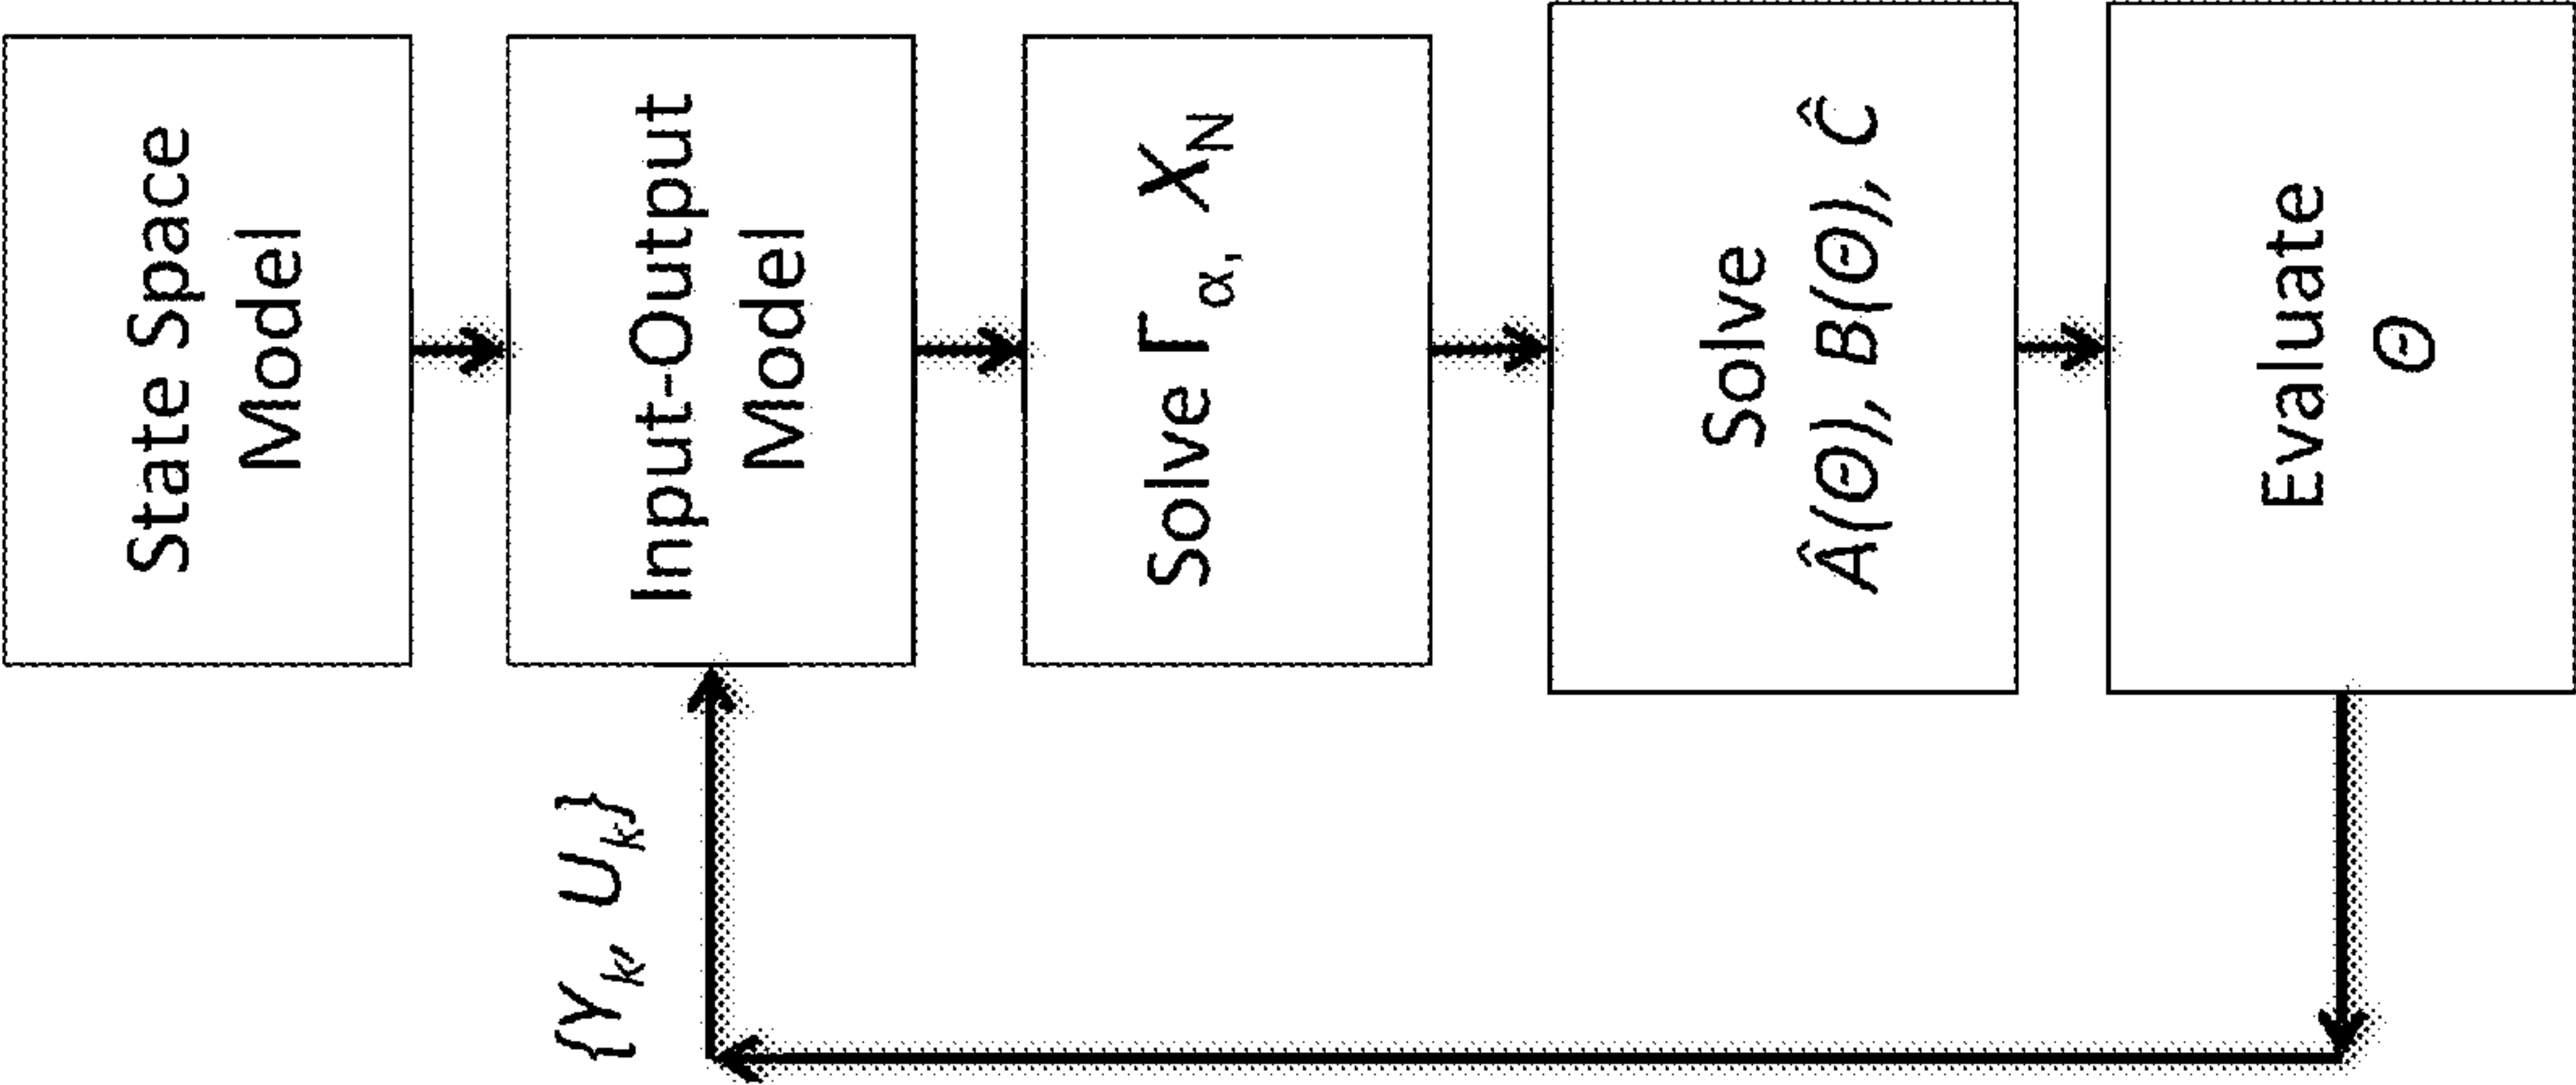 State Space
Model
Input-Output
Model
Solve Γα, XN
Solve
Â(Θ)), B(Θ)), Ĉ
Evaluate
Θ
{Yk, Uk}